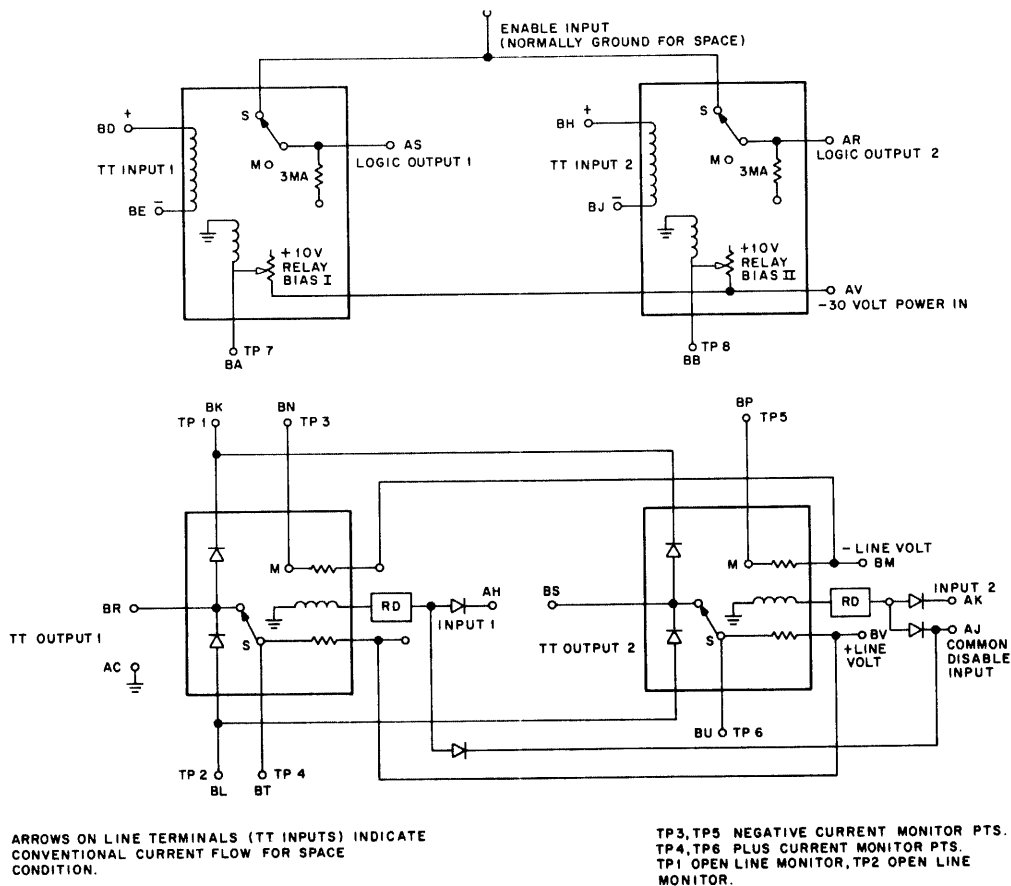 ENABLE INPUT
(NORMALLY GROUND FOR SPACE)
S
S
BD +
BH +
AS
LOGIC OUTPUT 1
AR
LOGIC OUTPUT 2
TT INPUT 1
M
3MA
TT INPUT 2
M
3MA
BE –
BJ –
+10V
RELAY
BIAS I
+10V
RELAY
BIAS II
AV
-30 VOLT POWER IN
TP 7
BA
TP 8
BB
BK
TP 1
BN
TP 3
BP
TP5
M
M
- LINE VOLT
BM
BR
RD
AH
INPUT 1
BS
RD
INPUT 2
AK
TT OUTPUT 1
S
TT OUTPUT 2
S
BV
+LINE
VOLT
AJ
COMMON
DISABLE
INPUT
AC
BU TP 6
TP 2
BL
TP 4
BT
ARROWS ON LINE TERMINALS (TT INPUTS) INDICATE
CONVENTIONAL CURRENT FLOW FOR SPACE
CONDITION.
TP3, TP5 NEGATIVE CURRENT MONITOR PTS.
TP4, TP6 PLUS CURRENT MONITOR PTS.
TP1 OPEN LINE MONITOR, TP2 OPEN LINE
MONITOR.